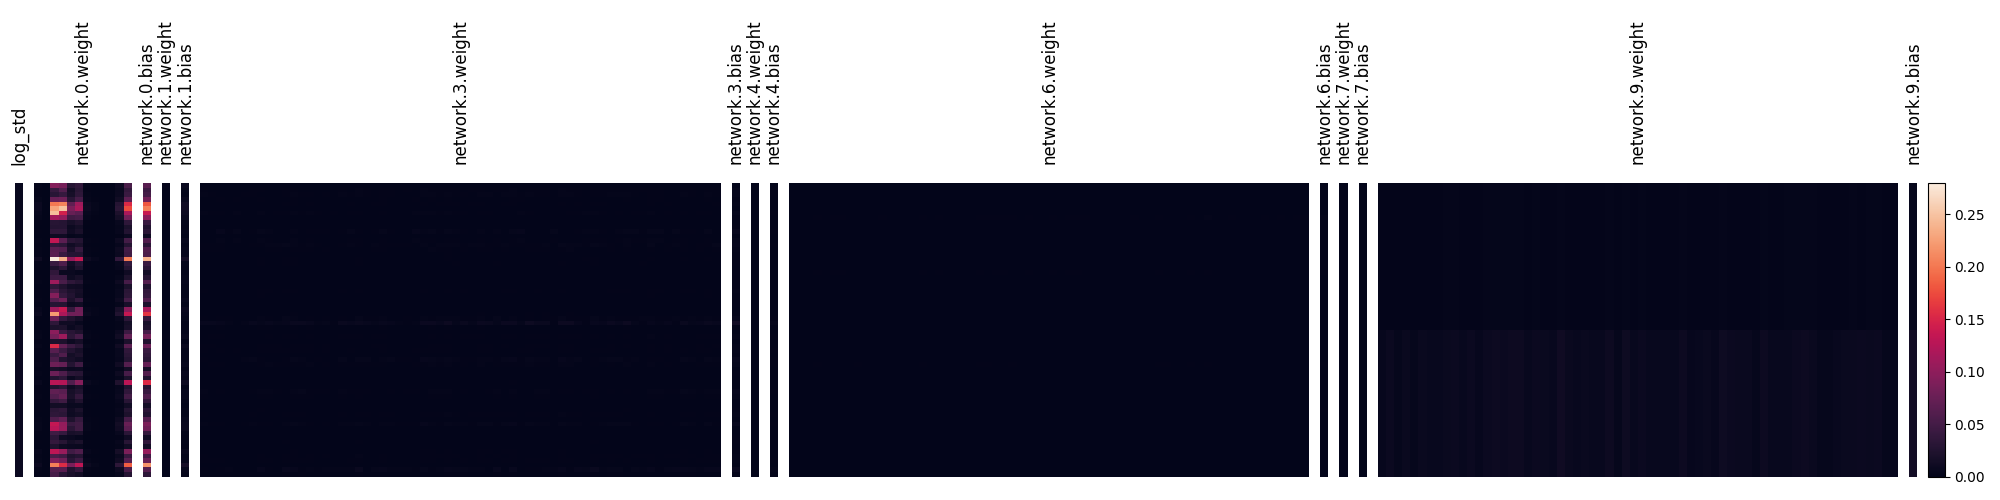 log_std
network.0.weight
network.0.bias
network.1.weight
network.1.bias
network.3.weight
network.3.bias
network.4.weight
network.4.bias
network.6.weight
network.6.bias
network.7.weight
network.7.bias
network.9.weight
network.9.bias
0.25
0.20
0.15
0.10
0.05
0.00